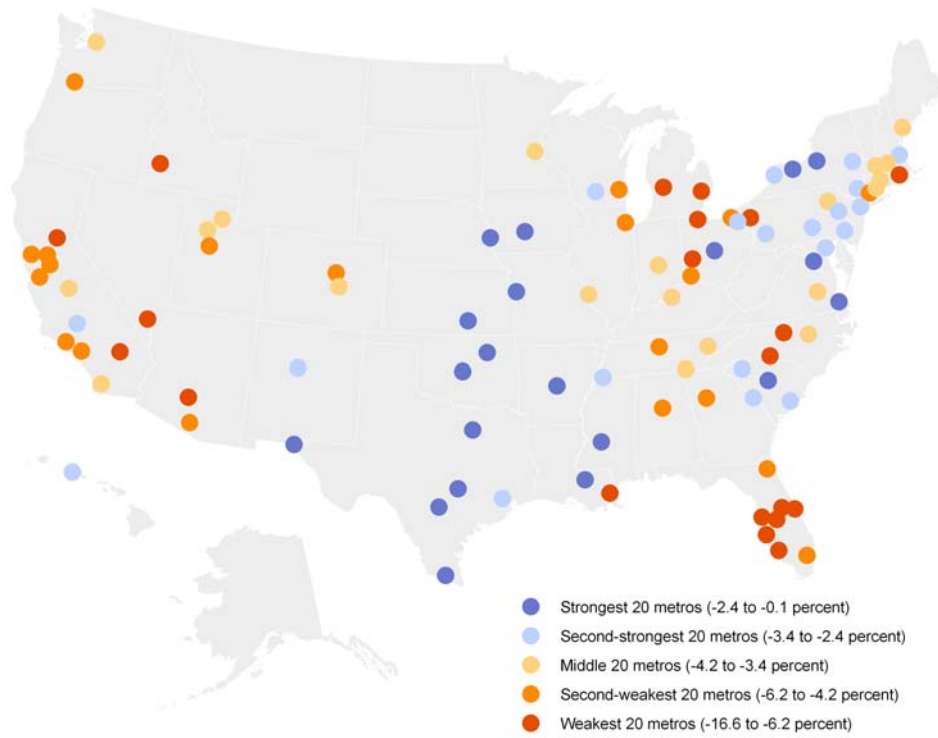 Strongest 20 metros (-2.4 to -0.1 percent)
Second-strongest 20 metros (-3.4 to -2.4 percent)
Middle 20 metros (-4.2 to -3.4 percent)
Second-weakest 20 metros (-6.2 to -4.2 percent)
Weakest 20 metros (-16.6 to -6.2 percent)